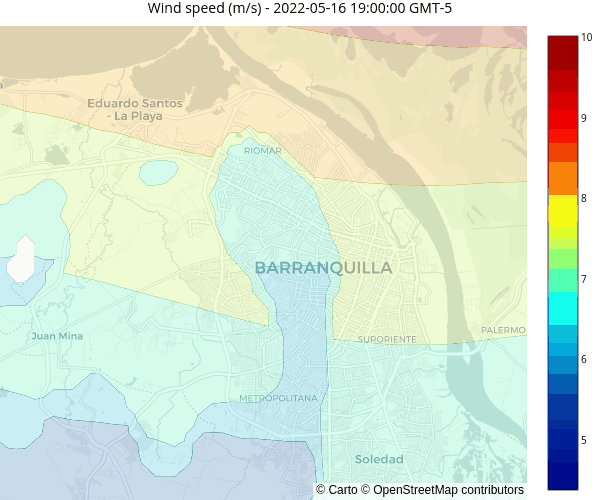 Wind speed (m/s) - 2022-05-16 19:00:00 GMT-5
10
Eduardo Santos
- La Playa
9
RIOMAR
8
BARRANQUILLA
7
Juan Mina
SURORIENTE
PALERMO
6
METROPOLITANA
5
Soledad
© Carto © OpenStreetMap contributors